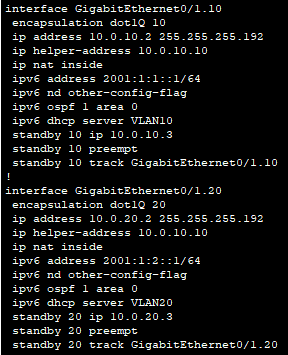 interface GigabitEthernet0/1.10
encapsulation dot1Q 10
ip address 10.0.10.2 255.255.255.192
ip helper-address 10.0.10.10
ip nat inside
ipv6 address 2001:1:1::1/64
ipv6 nd other-config-flag
ipv6 ospf 1 area 0
ipv6 dhcp server VLAN10
standby 10 ip 10.0.10.3
standby 10 preempt
standby 10 track GigabitEthernet0/1.10
!
interface GigabitEthernet0/1.20
encapsulation dot1Q 20
ip address 10.0.20.2 255.255.255.192
ip helper-address 10.0.10.10
ip nat inside
ipv6 address 2001:1:2::1/64
ipv6 nd other-config-flag
ipv6 ospf 1 area 0
ipv6 dhcp server VLAN20
standby 20 ip 10.0.20.3
standby 20 preempt
standby 20 track GigabitEthernet0/1.20